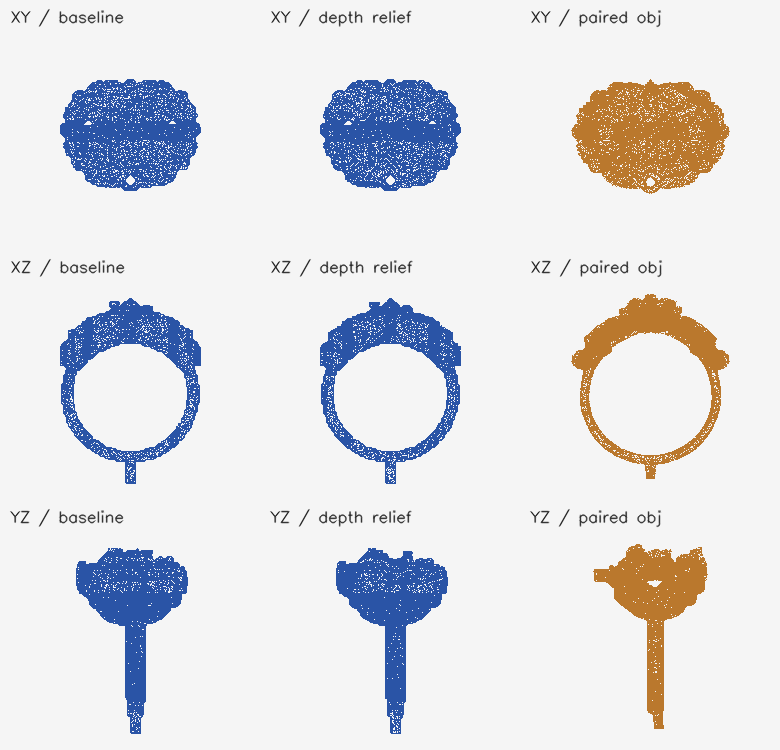 XY / baseline
XY / depth relief
XY / paired obj
XZ / baseline
XZ / depth relief
XZ / paired obj
YZ / baseline
YZ / depth relief
YZ / paired obj